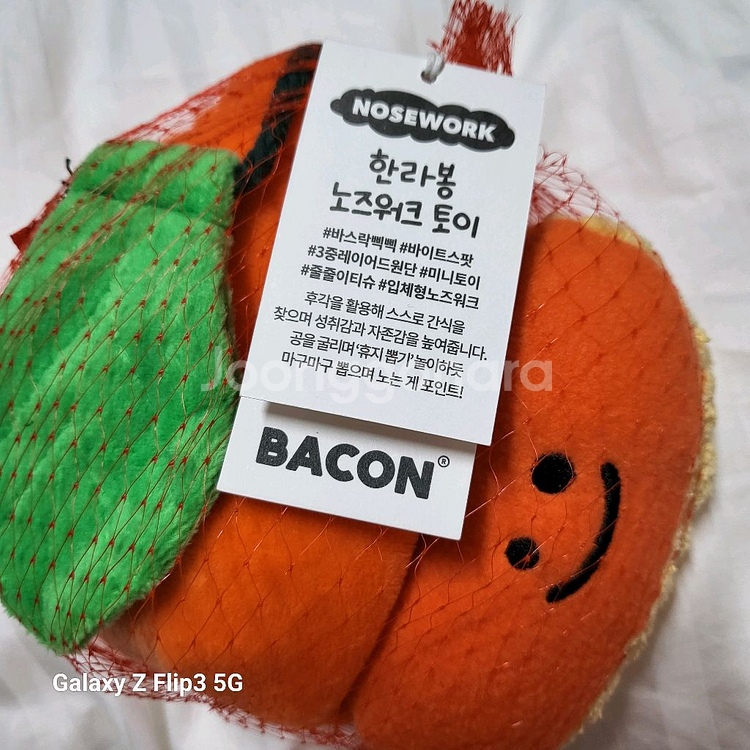 NOSEWORK
한라봉
노즈워크 토이
#바스락삑삑 #바이트스팟
#3중레이어드원단 #미니토이
#줄줄이티슈 #입체형노즈워크
후각을 활용해 스스로 간식을
찾으며 성취감과 자존감을 높여줍니다.
공을 굴리며 '휴지 뽑기' 놀이하듯
마구마구 뽑으며 노는 게 포인트!
Joonggonara
BACON®
Galaxy Z Flip3 5G